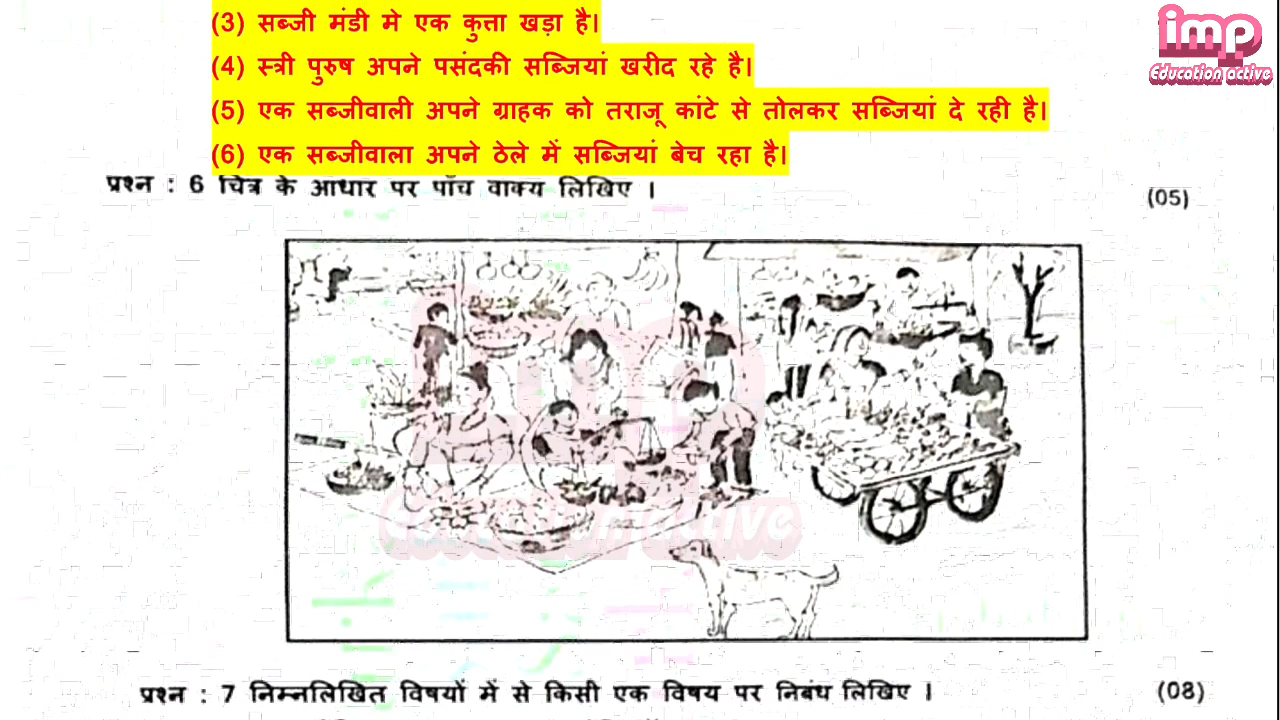 (3) सब्जी मंडी मे एक कुत्ता खड़ा है।
imp
Education active
(4) स्त्री पुरुष अपने पसंदकी सब्जियां खरीद रहे है।
(5) एक सब्जीवाली अपने ग्राहक को तराजू कांटे से तोलकर सब्जियां दे रही है।
(6) एक सब्जीवाला अपने ठेले में सब्जियां बेच रहा है।
प्रश्न : 6 चित्र के आधार पर पाँच वाक्य लिखिए ।
(05)
प्रश्न : 7 निम्नलिखित विषयों में से किसी एक विषय पर निबंध लिखिए ।
(08)